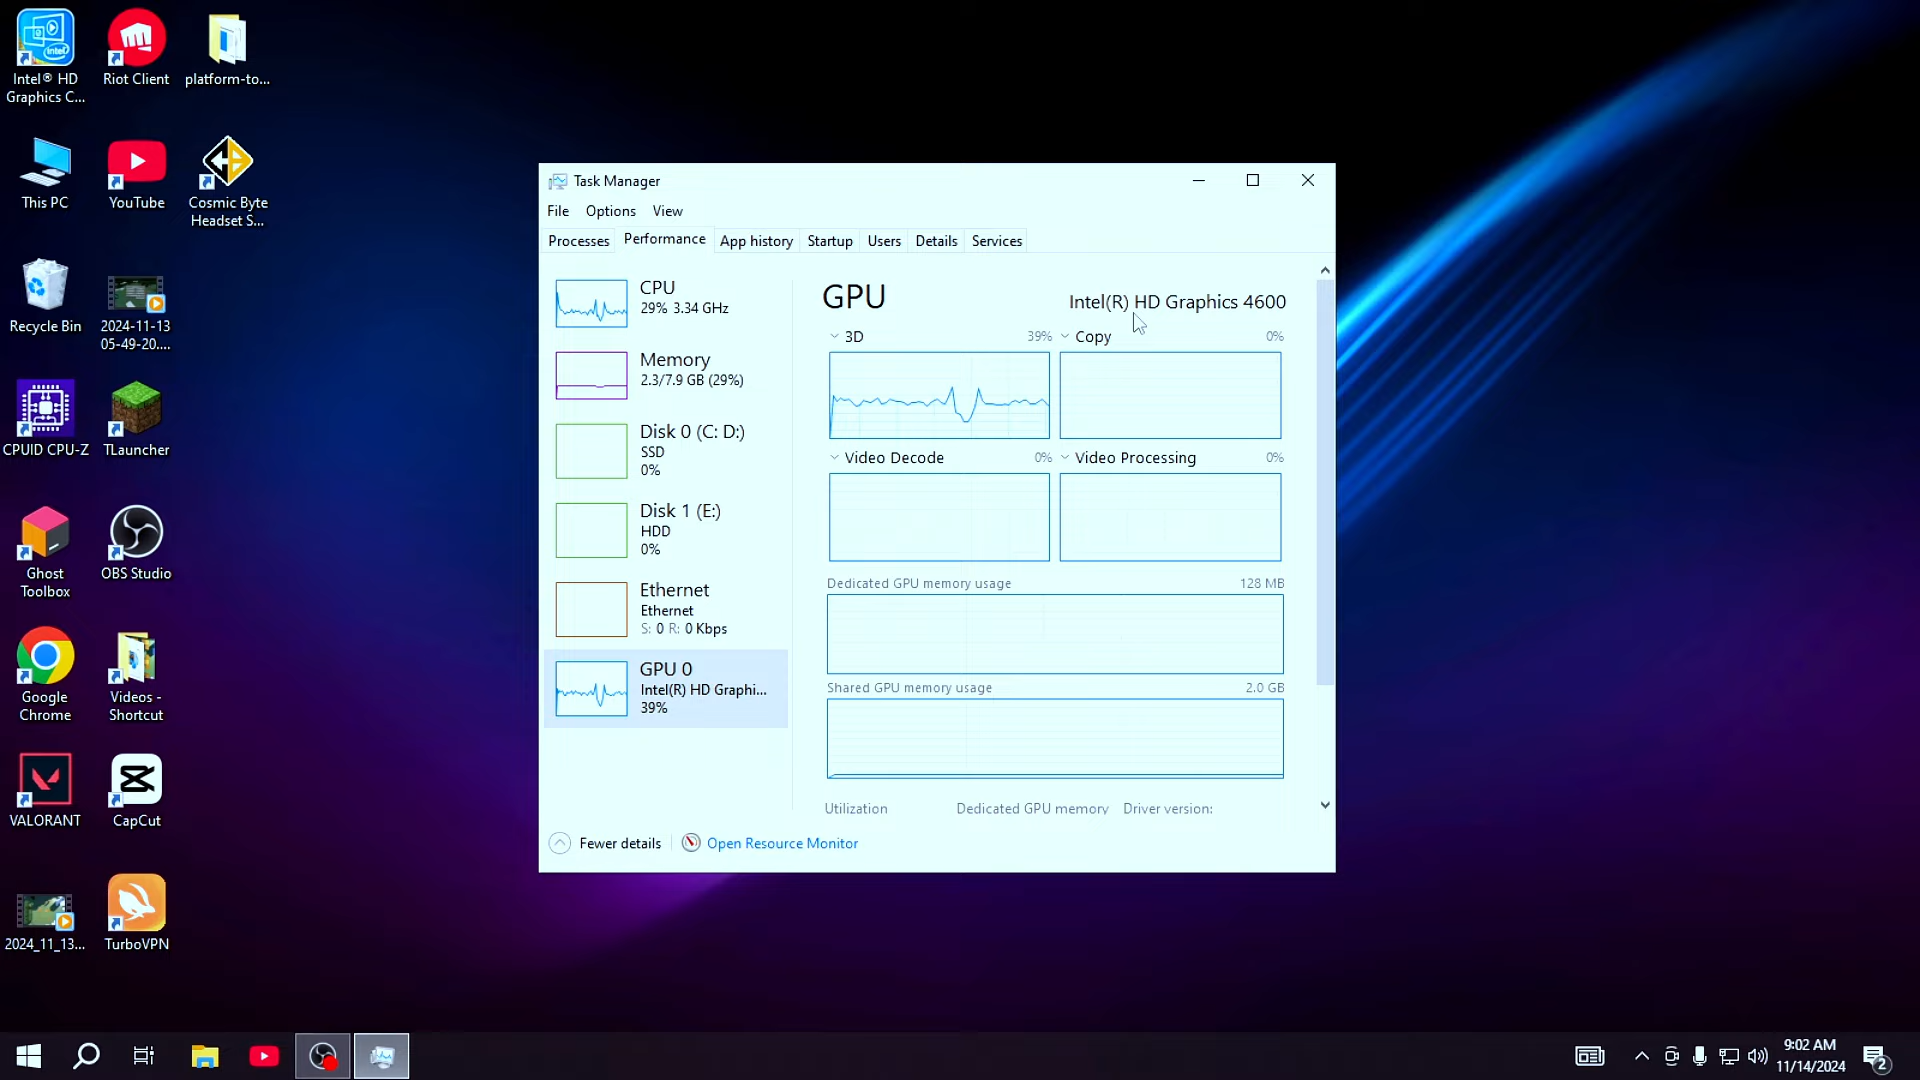 Intel® HD
Graphics C...
Riot Client
platform-to...
This PC
YouTube
Cosmic Byte
Headset S...
Recycle Bin
2024-11-13
05-49-20....
CPUID CPU-Z
TLauncher
Ghost
Toolbox
OBS Studio
Google
Chrome
Videos -
Shortcut
VALORANT
CapCut
2024_11_13...
TurboVPN
Task Manager
File Options View
Processes Performance App history Startup Users Details Services
CPU
29% 3.34 GHz
Memory
2.3/7.9 GB (29%)
Disk 0 (C: D:)
SSD
0%
Disk 1 (E:)
HDD
0%
Ethernet
Ethernet
S: 0 R: 0 Kbps
GPU 0
Intel(R) HD Graphi...
39%
GPU Intel(R) HD Graphics 4600
3D 39% Copy 0%
Video Decode 0% Video Processing 0%
Dedicated GPU memory usage 128 MB
Shared GPU memory usage 2.0 GB
Utilization Dedicated GPU memory Driver version:
Fewer details Open Resource Monitor
9:02 AM
11/14/2024
2